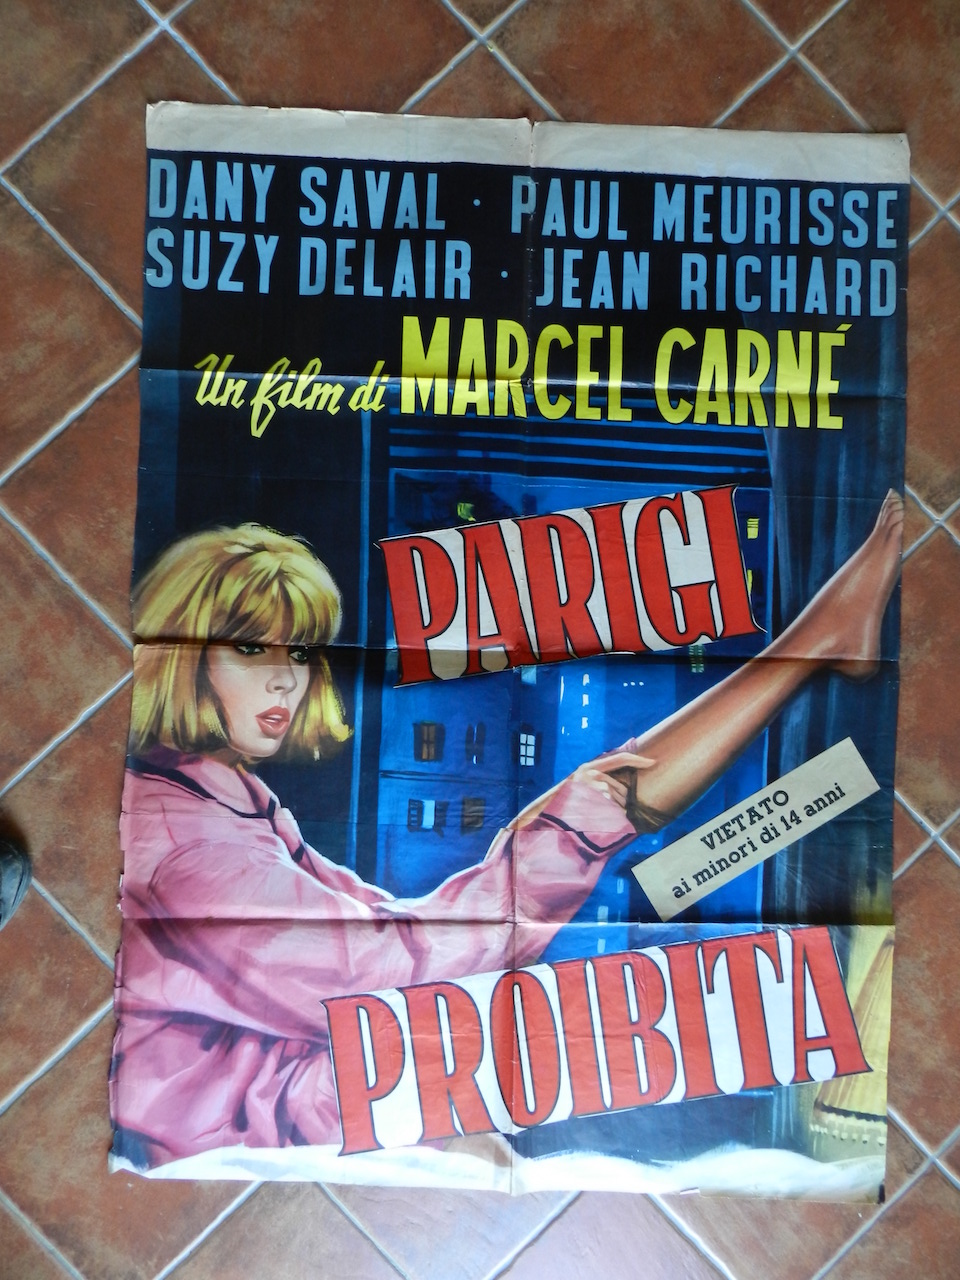 DANY SAVAL · PAUL MEURISSE
SUZY DELAIR · JEAN RICHARD
Un film di MARCEL CARNÉ
PARIGI
VIETATO
ai minori di 14 anni
PROIBITA